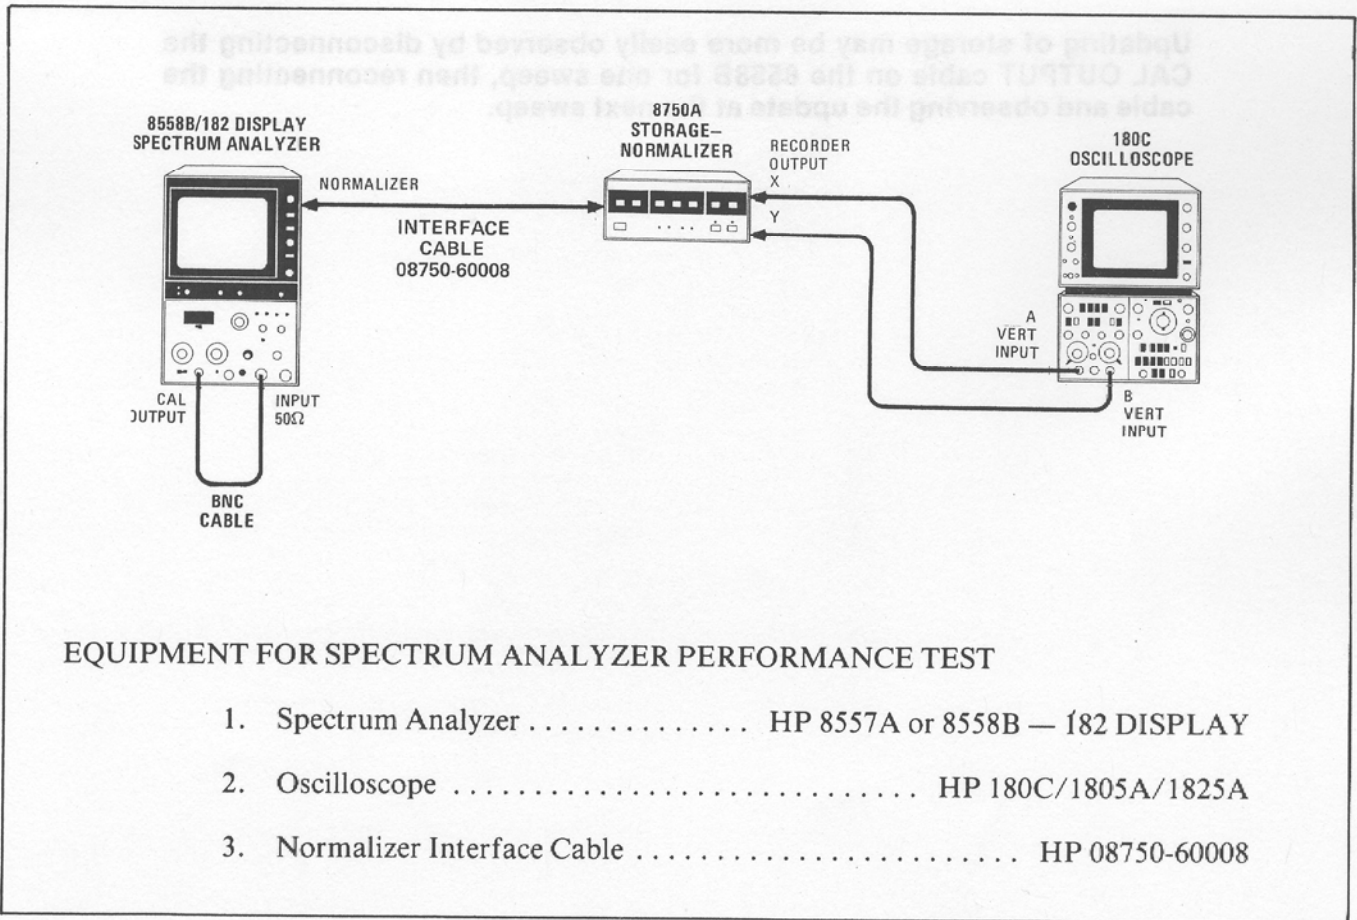 Updating of storage may be more easily observed by disconnecting the
CAL OUTPUT cable on the 8558B for one sweep, then reconnecting the
cable and observing the update at the next sweep.
8558B/182 DISPLAY
SPECTRUM ANALYZER
8750A
STORAGE—
NORMALIZER
RECORDER
OUTPUT
X
Y
180C
OSCILLOSCOPE
NORMALIZER
INTERFACE
CABLE
08750-60008
A
VERT
INPUT
B
VERT
INPUT
CAL
OUTPUT
INPUT
50Ω
BNC
CABLE
EQUIPMENT FOR SPECTRUM ANALYZER PERFORMANCE TEST
1. Spectrum Analyzer . . . . . . . . . . . . . . . HP 8557A or 8558B — 182 DISPLAY
2. Oscilloscope . . . . . . . . . . . . . . . . . . . . . . . . . . . . . . HP 180C/1805A/1825A
3. Normalizer Interface Cable . . . . . . . . . . . . . . . . . . . . . . . . . HP 08750-60008